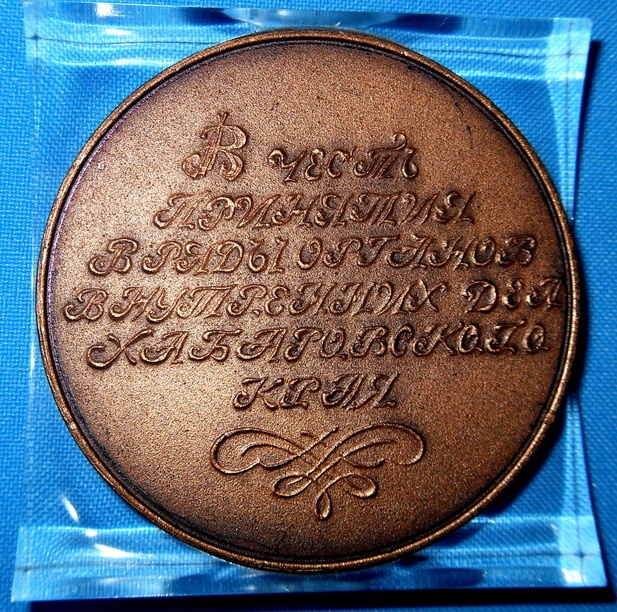 В ЧЕСТЬ
ПРИНЯТИЯ
В РЯДЫ ОРГАНОВ
ВНУТРЕННИХ ДЕЛ
ХАБАРОВСКОГО
КРАЯ